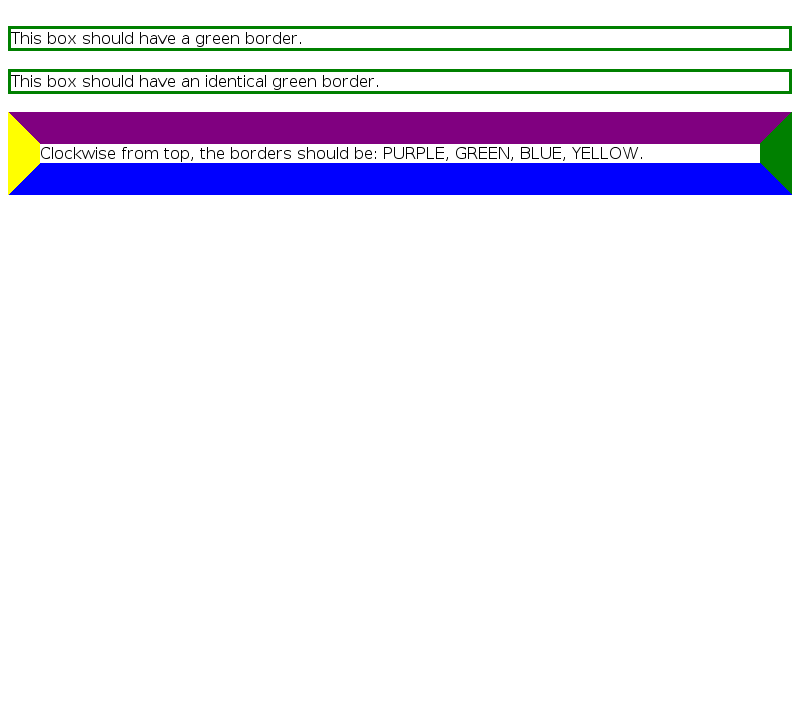 This box should have a green border.
This box should have an identical green border.
Clockwise from top, the borders should be: PURPLE, GREEN, BLUE, YELLOW.